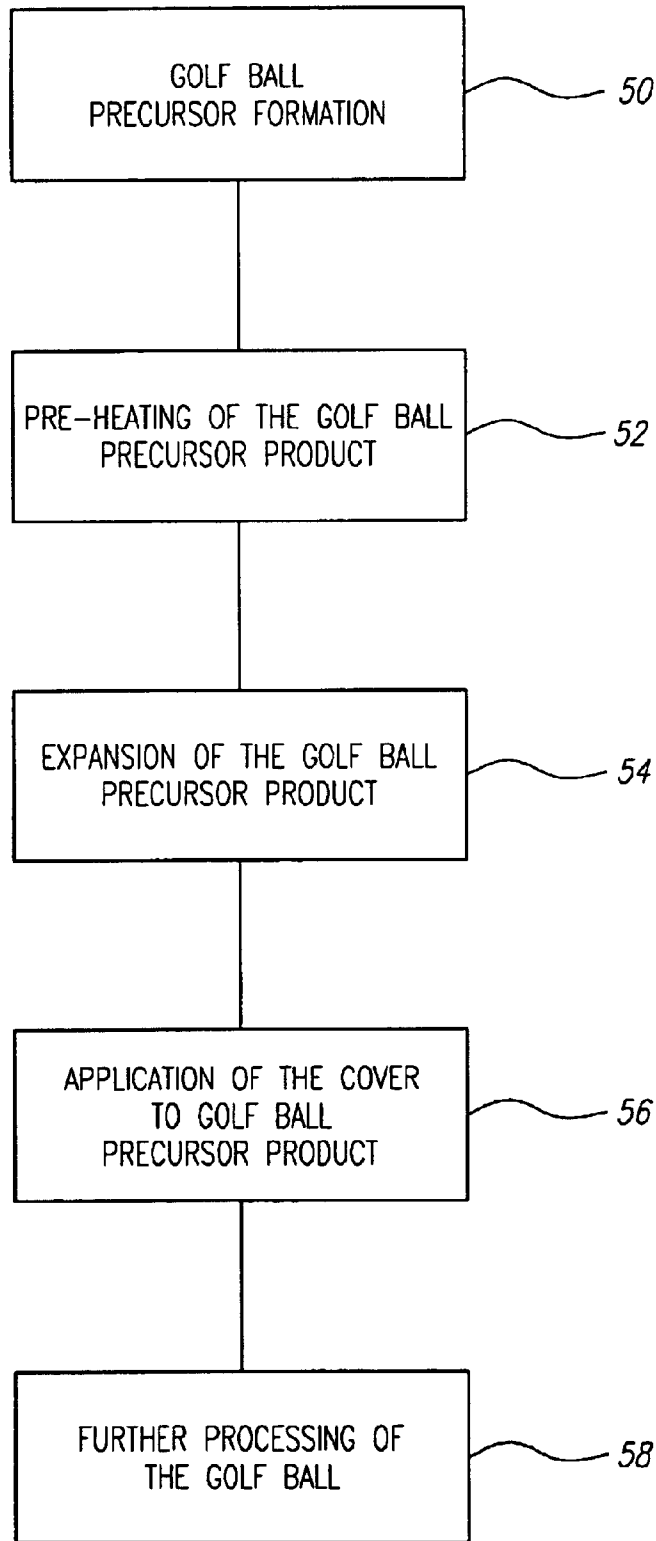 GOLF BALL
PRECURSOR FORMATION
50
PRE-HEATING OF THE GOLF BALL
PRECURSOR PRODUCT
52
EXPANSION OF THE GOLF BALL
PRECURSOR PRODUCT
54
APPLICATION OF THE COVER
TO GOLF BALL
PRECURSOR PRODUCT
56
FURTHER PROCESSING OF
THE GOLF BALL
58